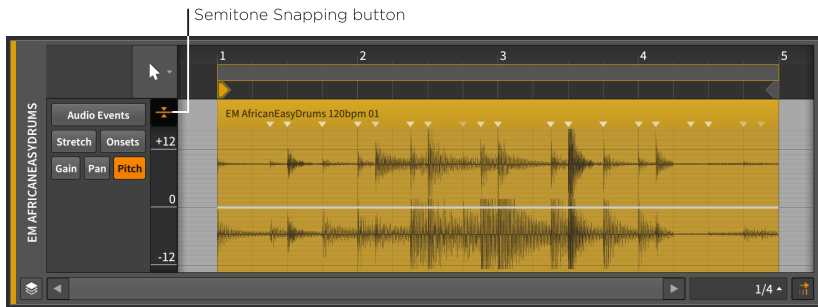 Semitone Snapping button
1 2 3 4 5
EM AFRICANEASYDRUMS
Audio Events
EM AfricanEasyDrums 120bpm 01
Stretch Onsets +12
Gain Pan Pitch
0
-12
1/4